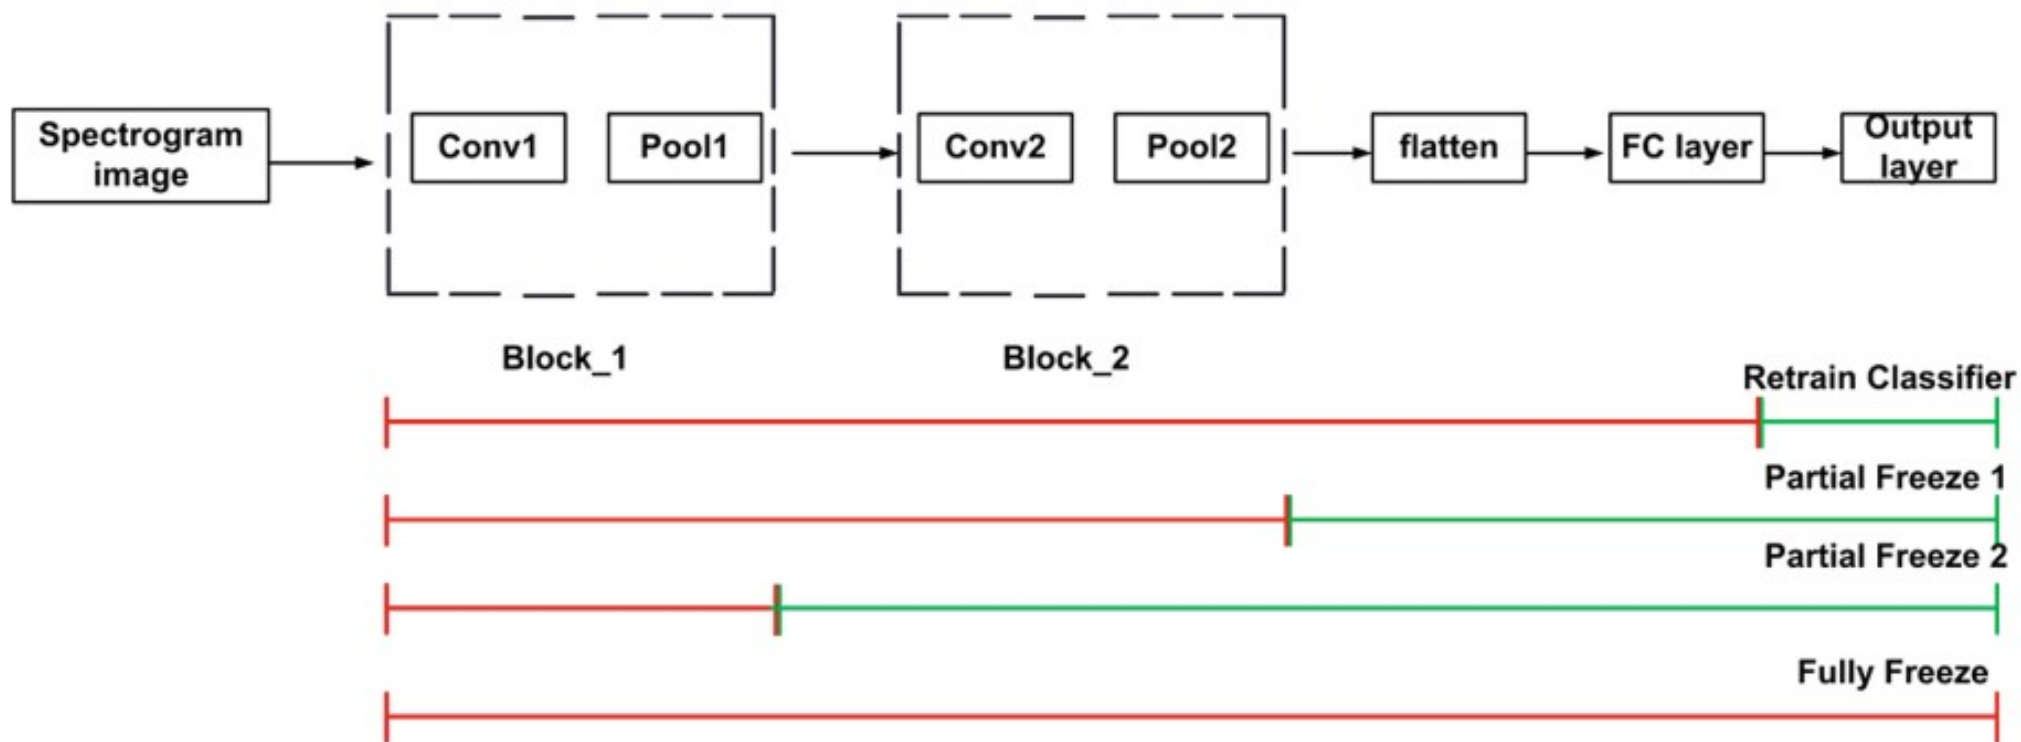 Spectrogram
image
Conv1
Pool1
Conv2
Pool2
flatten
FC layer
Output
layer
Block_1
Block_2
Retrain Classifier
Partial Freeze 1
Partial Freeze 2
Fully Freeze